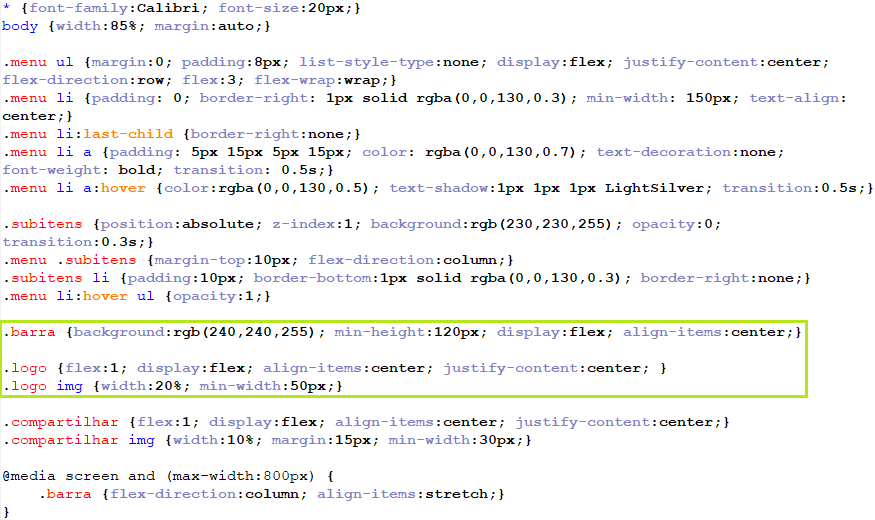 * {font-family:Calibri; font-size:20px;}
body {width:85%; margin:auto;}
.menu ul {margin:0; padding:8px; list-style-type:none; display:flex; justify-content:center;
flex-direction:row; flex:3; flex-wrap:wrap;}
.menu li {padding: 0; border-right: 1px solid rgba(0,0,130,0.3); min-width: 150px; text-align:
center;}
.menu li:last-child {border-right:none;}
.menu li a {padding: 5px 15px 5px 15px; color: rgba(0,0,130,0.7); text-decoration:none;
font-weight: bold; transition: 0.5s;}
.menu li a:hover {color:rgba(0,0,130,0.5); text-shadow:1px 1px 1px LightSilver; transition:0.5s;}
.subitens {position:absolute; z-index:1; background:rgb(230,230,255); opacity:0;
transition:0.3s;}
.menu .subitens {margin-top:10px; flex-direction:column;}
.subitens li {padding:10px; border-bottom:1px solid rgba(0,0,130,0.3); border-right:none;}
.menu li:hover ul {opacity:1;}
.barra {background:rgb(240,240,255); min-height:120px; display:flex; align-items:center;}
.logo {flex:1; display:flex; align-items:center; justify-content:center; }
.logo img {width:20%; min-width:50px;}
.compartilhar {flex:1; display:flex; align-items:center; justify-content:center;}
.compartilhar img {width:10%; margin:15px; min-width:30px;}
@media screen and (max-width:800px) {
.barra {flex-direction:column; align-items:stretch;}
}